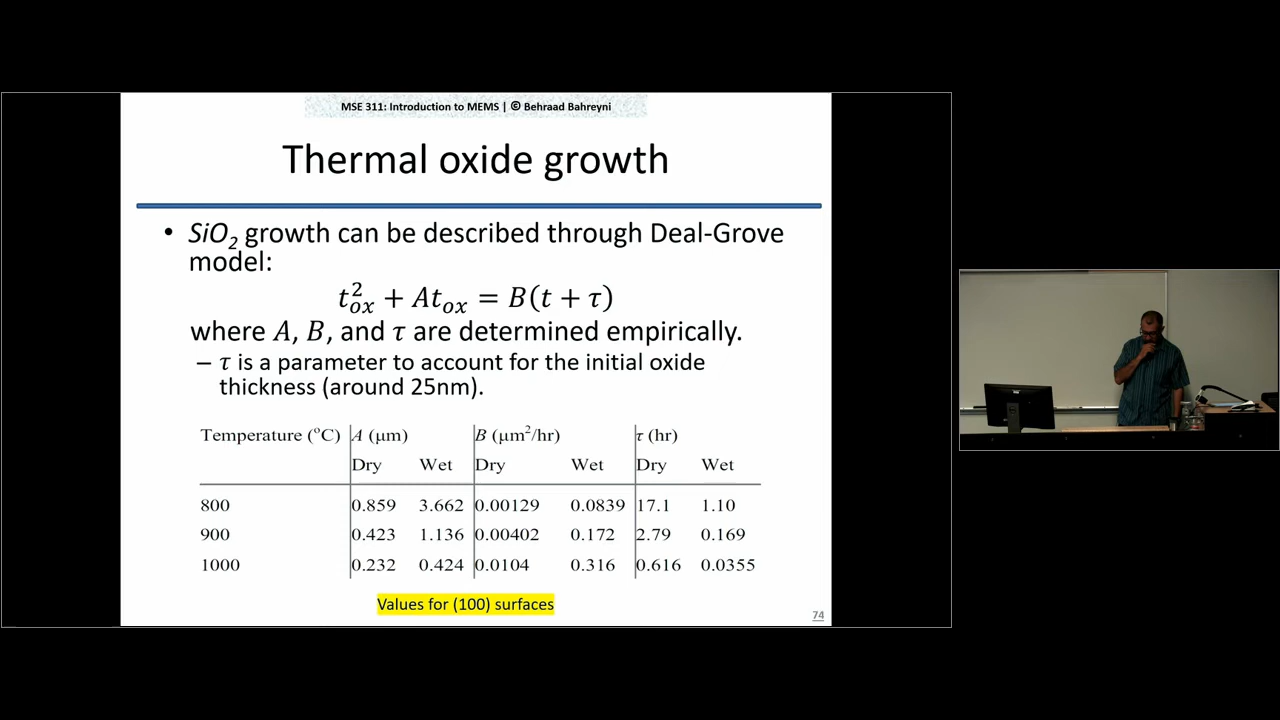 MSE 311: Introduction to MEMS | © Behraad Bahreyni
Thermal oxide growth
• SiO₂ growth can be described through Deal-Grove
model:
t²ₒₓ + Atₒₓ = B(t + τ)
where A, B, and τ are determined empirically.
– τ is a parameter to account for the initial oxide
thickness (around 25nm).
Temperature (°C) A (μm) B (μm²/hr) τ (hr)
Dry Wet Dry Wet Dry Wet
800 0.859 3.662 0.00129 0.0839 17.1 1.10
900 0.423 1.136 0.00402 0.172 2.79 0.169
1000 0.232 0.424 0.0104 0.316 0.616 0.0355
Values for (100) surfaces
74